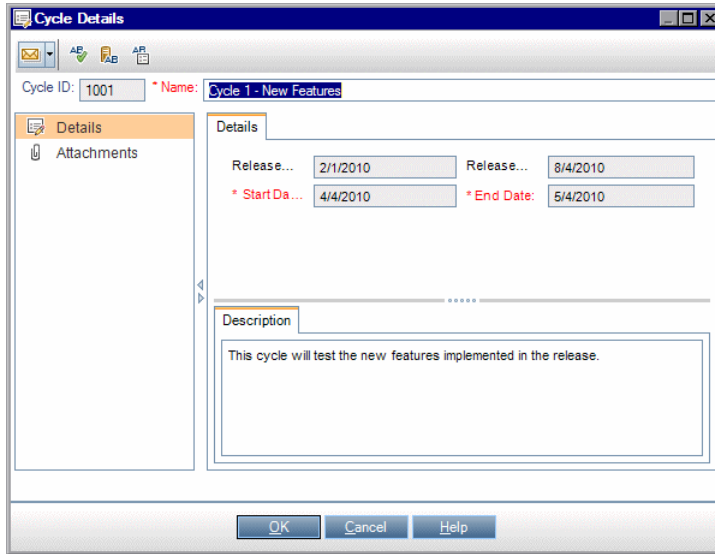 Cycle Details
Cycle ID: 1001 * Name: Cycle 1 - New Features
Details
Attachments
Details
Release... 2/1/2010 Release... 8/4/2010
* Start Da... 4/4/2010 * End Date: 5/4/2010
Description
This cycle will test the new features implemented in the release.
OK Cancel Help